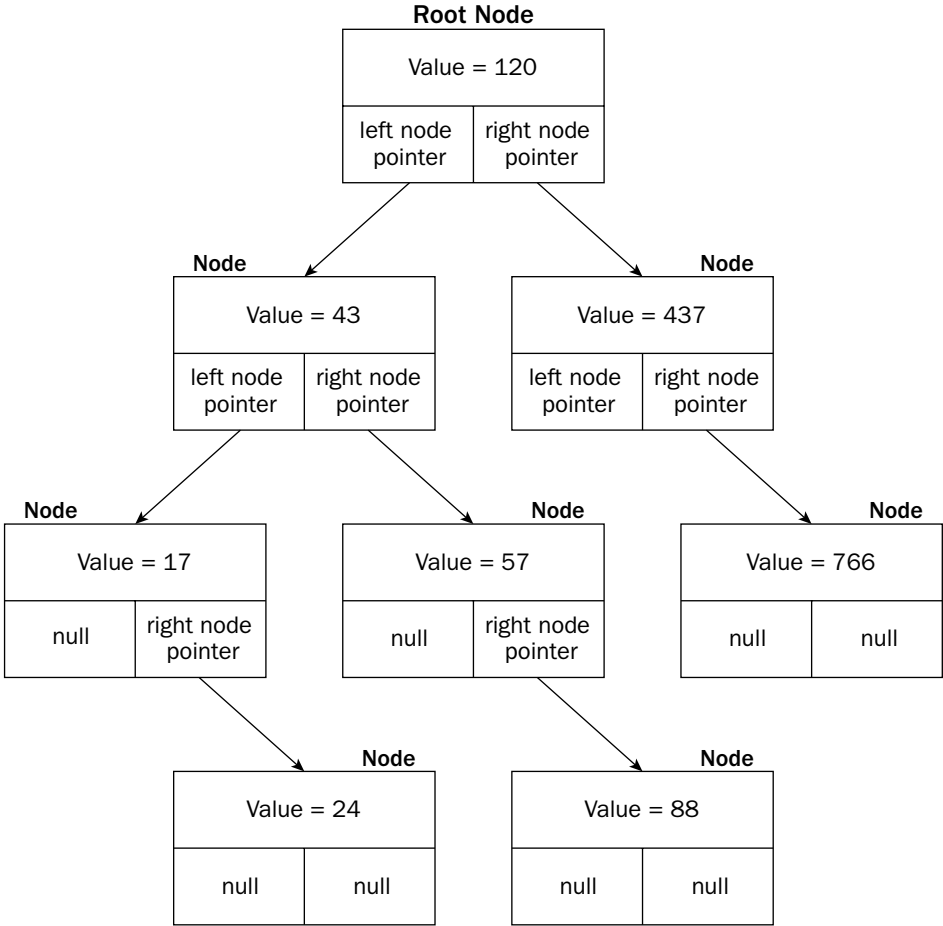 Root Node
Value = 120
left node
pointer
right node
pointer
Node
Value = 43
left node
pointer
right node
pointer
Node
Value = 437
left node
pointer
right node
pointer
Node
Value = 17
null
right node
pointer
Node
Value = 57
null
right node
pointer
Node
Value = 766
null
null
Node
Value = 24
null
null
Node
Value = 88
null
null